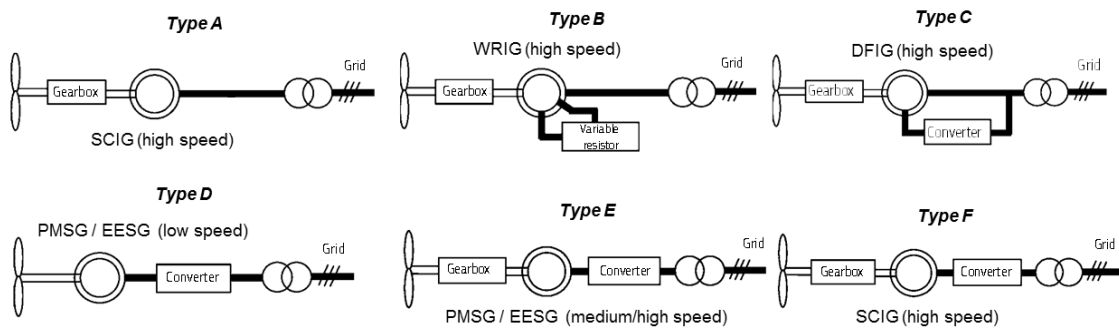 Type A
Grid
Gearbox
SCIG (high speed)
Type B
WRIG (high speed)
Grid
Gearbox
Variable
resistor
Type C
DFIG (high speed)
Grid
Gearbox
Converter
Type D
PMSG / EESG (low speed)
Grid
Converter
Type E
Grid
Gearbox
Converter
PMSG / EESG (medium/high speed)
Type F
Grid
Gearbox
Converter
SCIG (high speed)